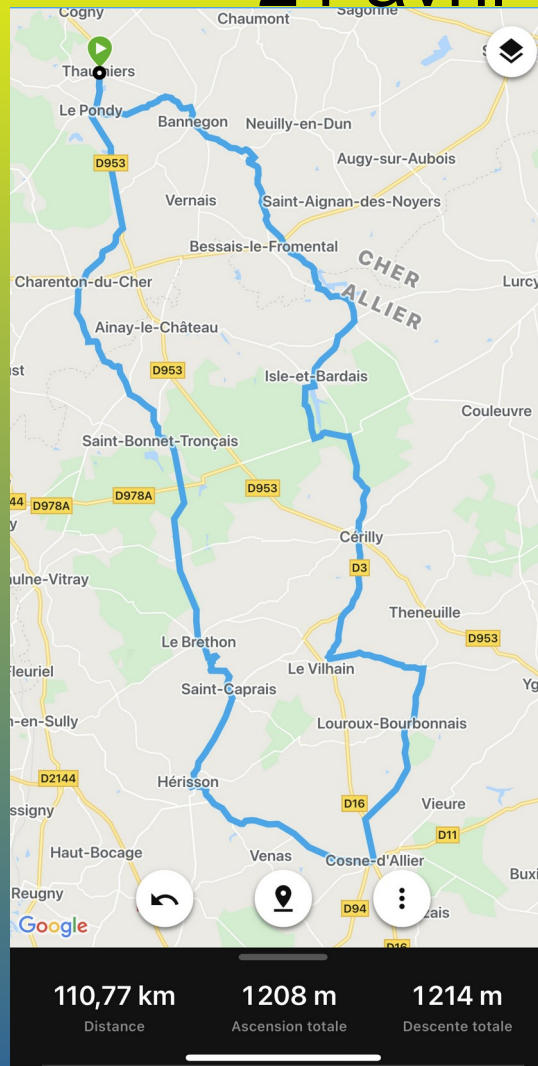 Cogny
Chaumont
Le Pondy
Bannegon
Neuilly-en-Dun
D953
Augy-sur-Aubois
Vernais
Saint-Aignan-des-Noyers
Bessais-le-Fromental
CHER
Charenton-du-Cher
ALLIER
Ainay-le-Château
D953
Isle-et-Bardais
Couleuvre
Saint-Bonnet-Tronçais
D953
D978A
D978A
Cérilly
D3
Theneuille
Le Brethon
D953
Le Vilhain
Saint-Caprais
Louroux-Bourbonnais
D2144
Hérisson
D16
Vieure
D11
Haut-Bocage
Venas
Cosne-d'Allier
Reugny
D94
Google
110,77 km
1208 m
1214 m
Distance
Ascension totale
Descente totale